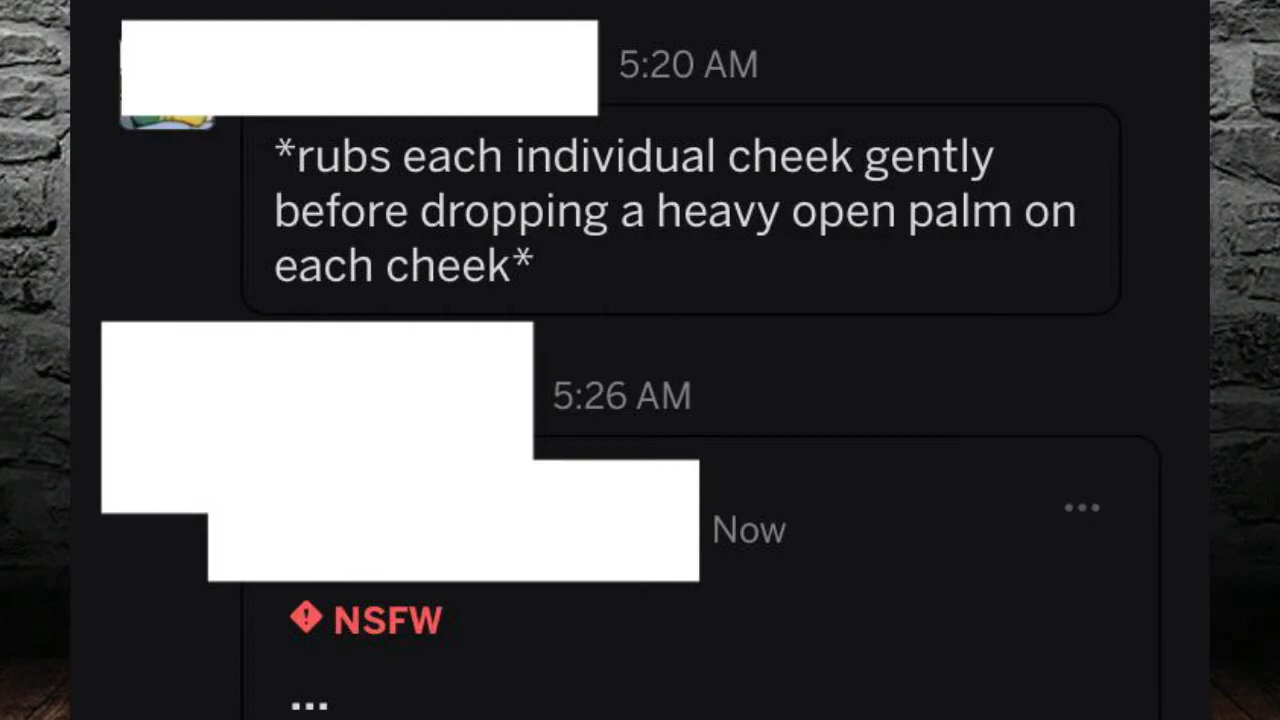 5:20 AM
*rubs each individual cheek gently
before dropping a heavy open palm on
each cheek*
5:26 AM
Now
...
NSFW
...